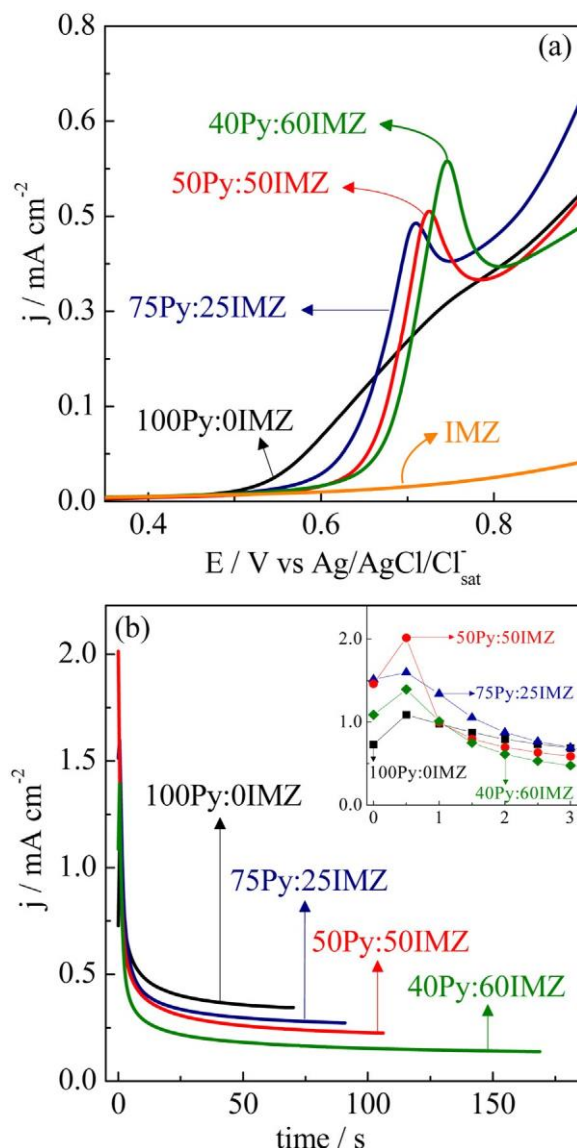 (a)
0.8
0.6
0.5
0.3
0.1
0.0
j / mA cm⁻²
40Py:60IMZ
50Py:50IMZ
75Py:25IMZ
100Py:0IMZ
IMZ
0.4 0.6 0.8
E / V vs Ag/AgCl/Cl⁻sat
(b)
2.0
1.5
1.0
0.5
0.0
j / mA cm⁻²
100Py:0IMZ
75Py:25IMZ
50Py:50IMZ
40Py:60IMZ
0 50 100 150
time / s
2.0
1.0
0.0
50Py:50IMZ
75Py:25IMZ
100Py:0IMZ
40Py:60IMZ
0 1 2 3